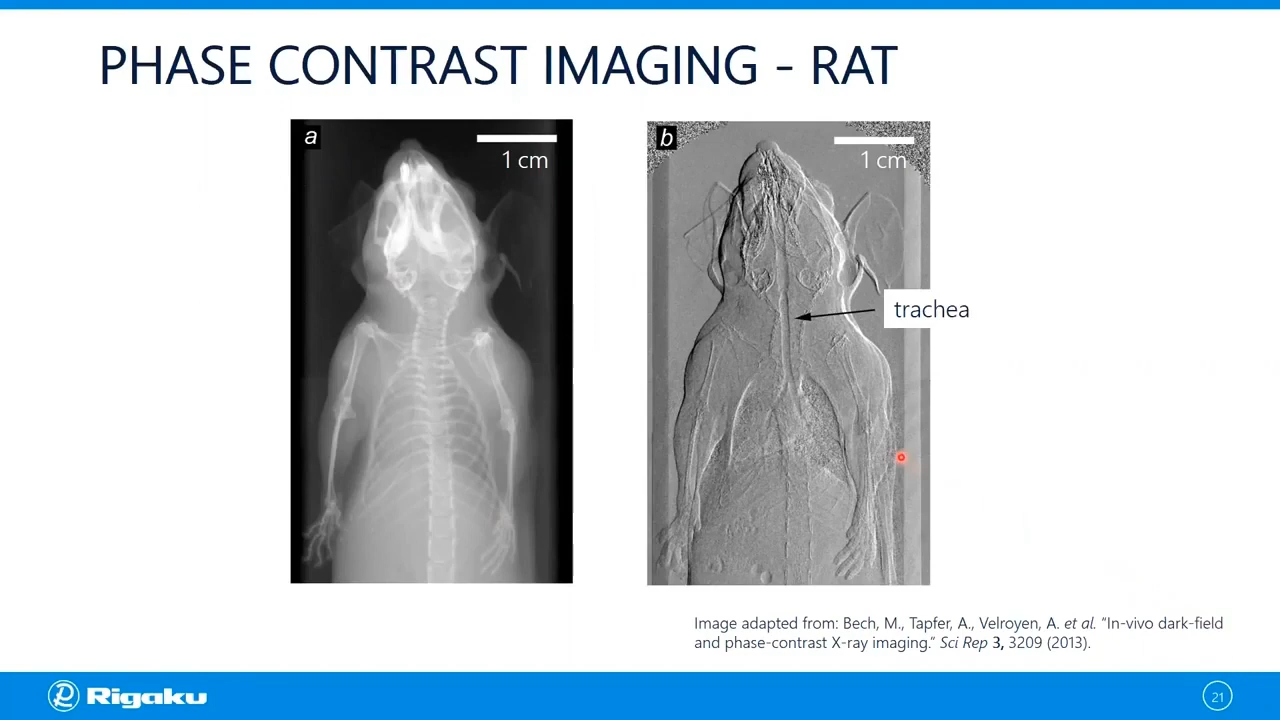 PHASE CONTRAST IMAGING - RAT
a
1 cm
b
1 cm
trachea
Image adapted from: Bech, M., Tapfer, A., Velroyen, A. et al. "In-vivo dark-field
and phase-contrast X-ray imaging." Sci Rep 3, 3209 (2013).
Rigaku
21